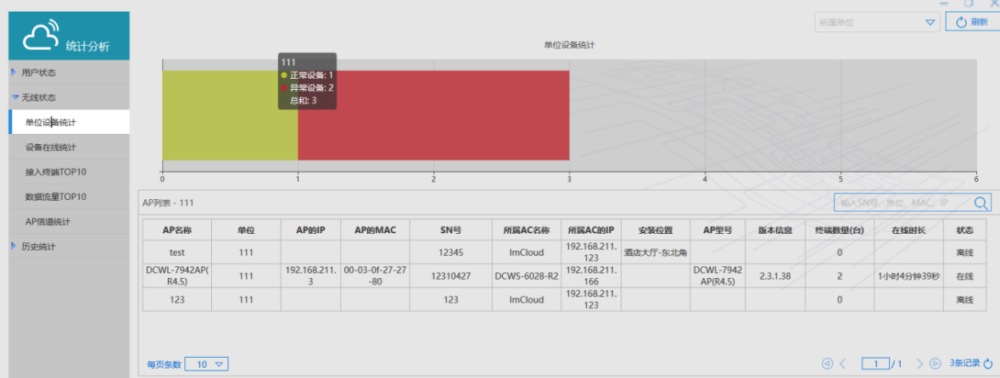 统计分析
用户状态
无线状态
单位设备统计
设备在线统计
接入终端TOP10
数据流量TOP10
AP信道统计
历史统计
所属单位
刷新
单位设备统计
111
正常设备: 1
异常设备: 2
总和: 3
0 1 2 3 4 5 6
AP列表 - 111
输入SN号、单位、MAC、IP
AP名称 单位 AP的IP AP的MAC SN号 所属AC名称 所属AC的IP 安装位置 AP型号 版本信息 终端数量(台) 在线时长 状态
test 111 12345 ImCloud 192.168.211.123 酒店大厅-东北角 0 离线
DCWL-7942AP(R4.5) 111 192.168.211.3 00-03-0f-27-27-80 12310427 DCWS-6028-R2 192.168.211.166 DCWL-7942AP(R4.5) 2.3.1.38 2 1小时4分钟39秒 在线
123 111 123 ImCloud 192.168.211.123 0 离线
每页条数 10
1 / 1 3条记录